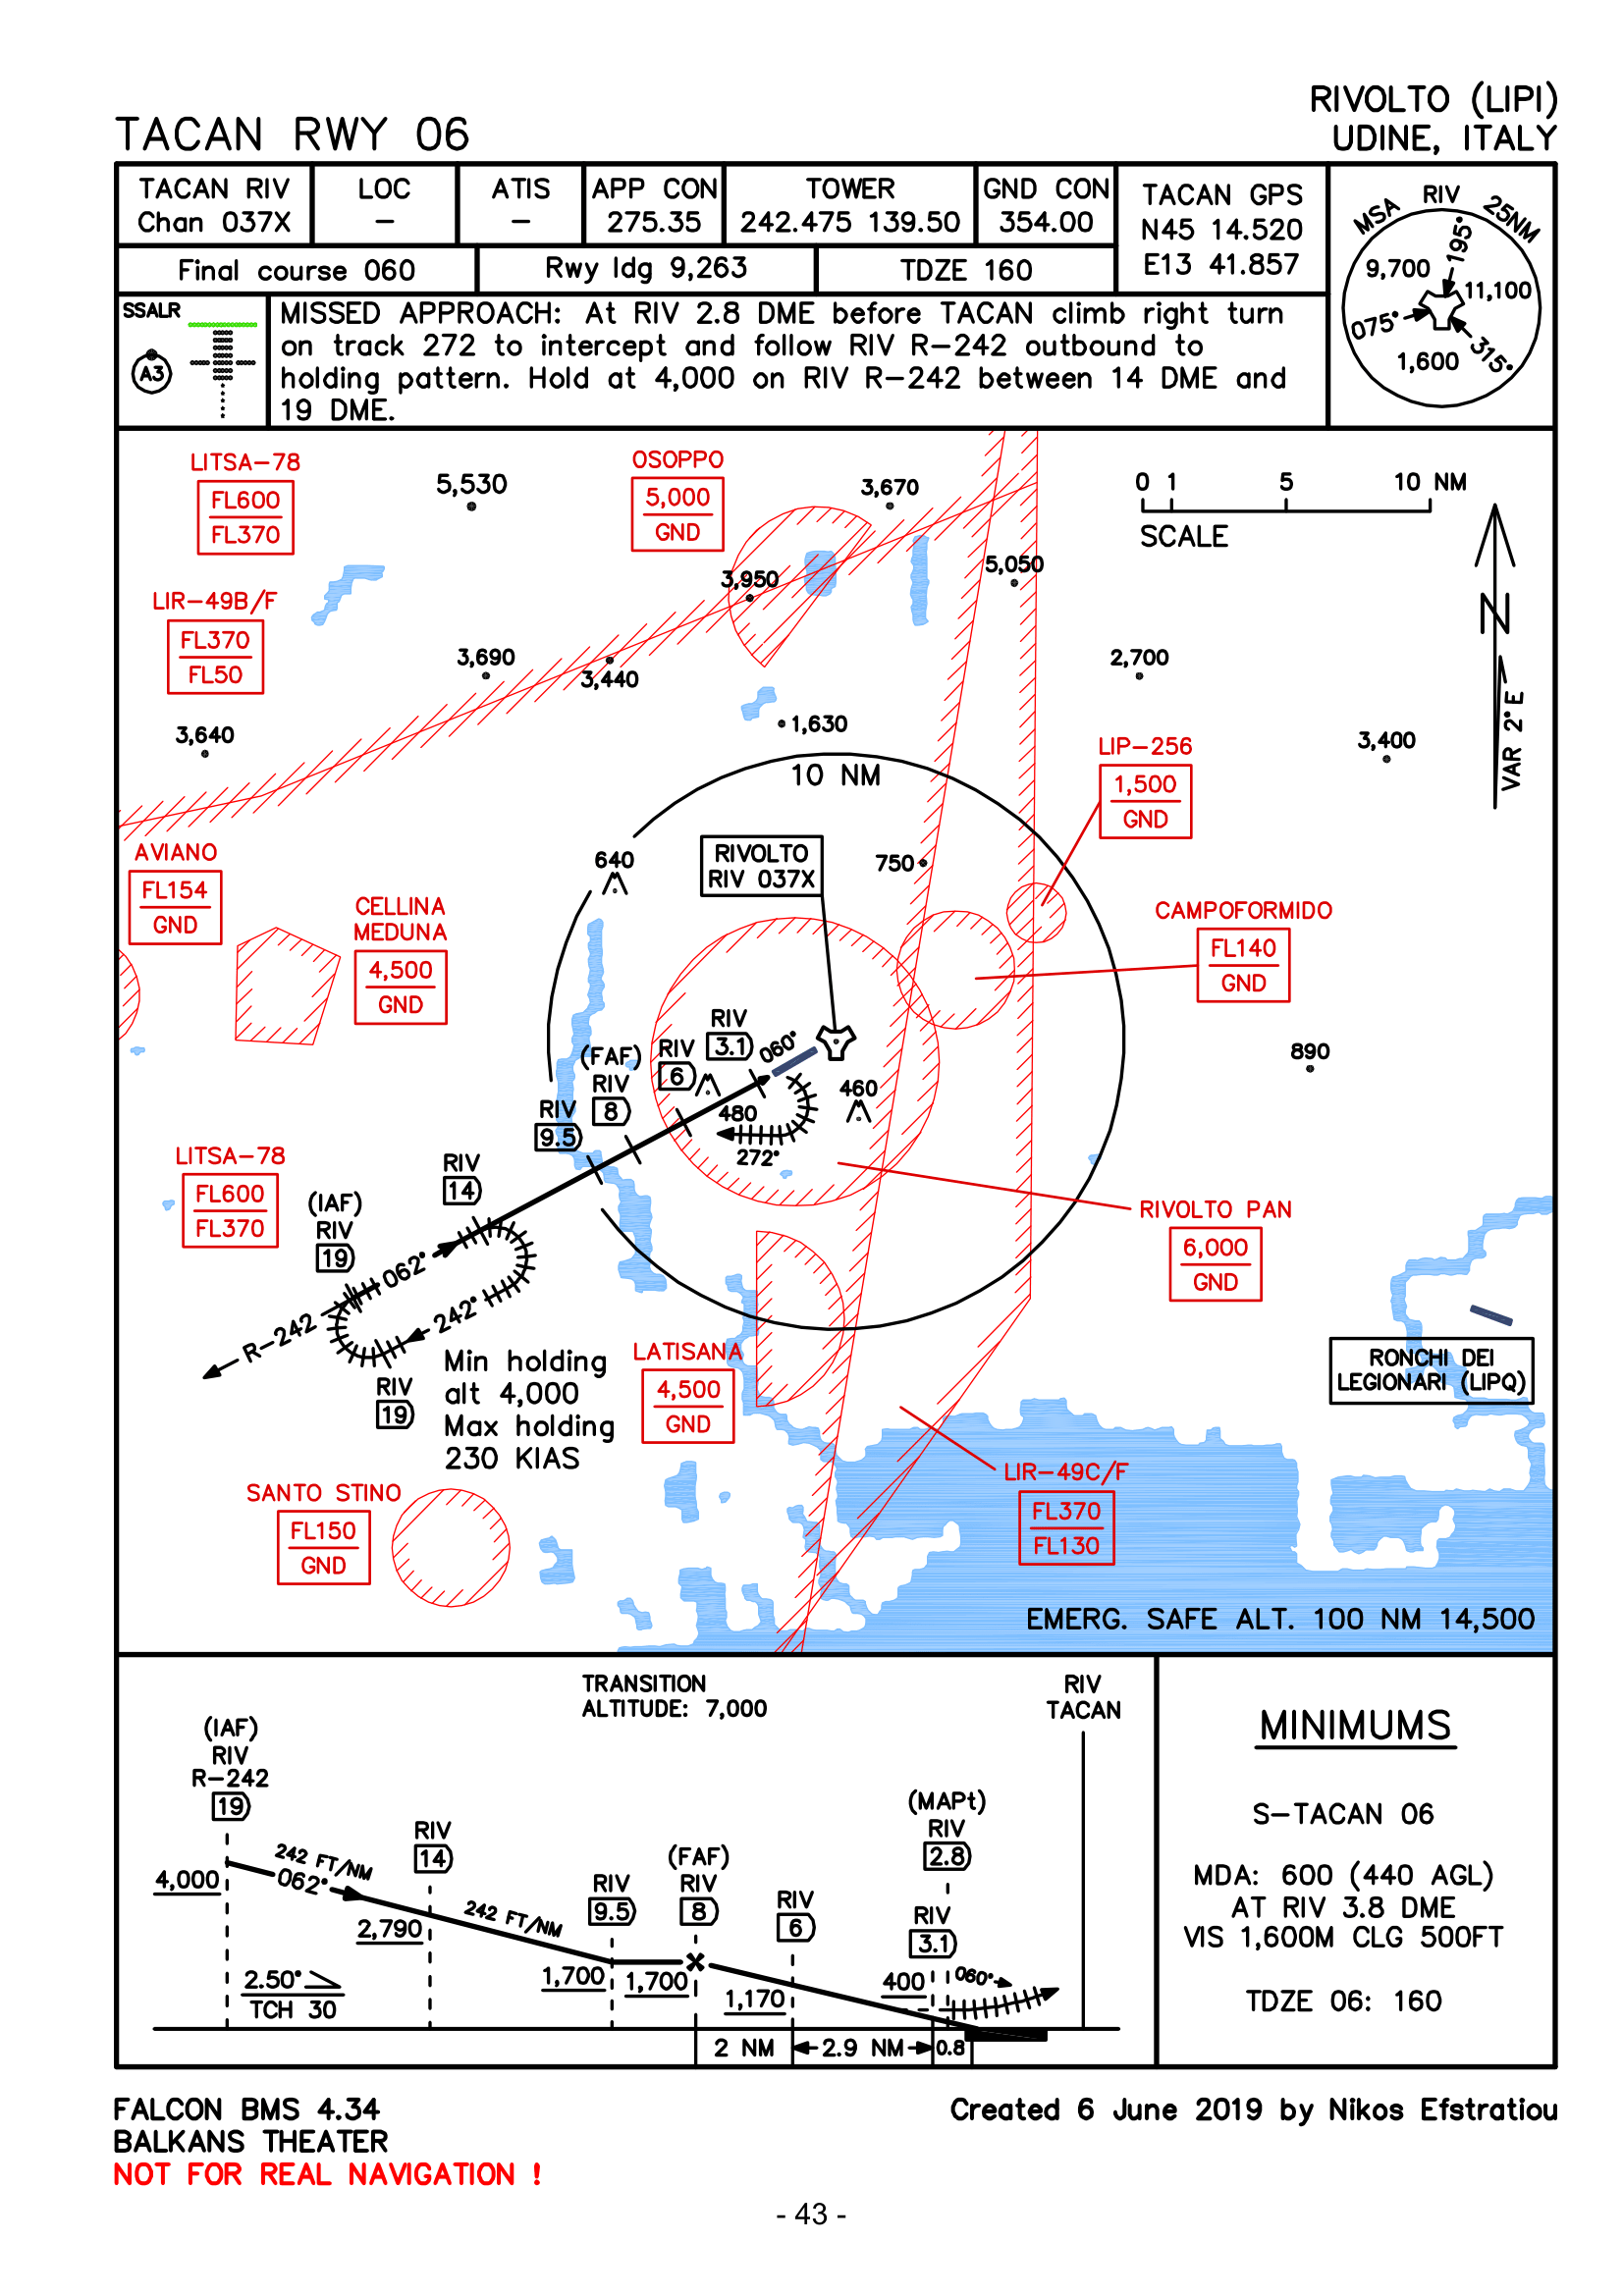 TACAN RWY 06
RIVOLTO (LIPI)
UDINE, ITALY
TACAN RIV
Chan 037X
LOC
-
ATIS
-
APP CON
275.35
TOWER
242.475 139.50
GND CON
354.00
TACAN GPS
N45 14.520
E13 41.857
Final course 060
Rwy ldg 9,263
TDZE 160
MSA RIV 25NM
195°
9,700
11,100
075°
315°
1,600
SSALR
A3
MISSED APPROACH: At RIV 2.8 DME before TACAN climb right turn
on track 272 to intercept and follow RIV R-242 outbound to
holding pattern. Hold at 4,000 on RIV R-242 between 14 DME and
19 DME.
LITSA-78
FL600
FL370
5,530
OSOPPO
5,000
GND
3,670
0 1 5 10 NM
SCALE
N
VAR 2°E
5,050
3,950
LIR-49B/F
FL370
FL50
3,690
3,440
2,700
3,640
1,630
3,400
LIP-256
1,500
GND
10 NM
AVIANO
FL154
GND
640
RIVOLTO
RIV 037X
750
CELLINA
MEDUNA
4,500
GND
CAMPOFORMIDO
FL140
GND
890
RIV
3.1
060°
(FAF)
RIV
8
RIV
6
RIV
9.5
480
460
272°
LITSA-78
FL600
FL370
RIV
14
(IAF)
RIV
19
062°
242°
R-242
RIV
19
RIVOLTO PAN
6,000
GND
Min holding
alt 4,000
Max holding
230 KIAS
LATISANA
4,500
GND
RONCHI DEI
LEGIONARI (LIPQ)
LIR-49C/F
FL370
FL130
SANTO STINO
FL150
GND
EMERG. SAFE ALT. 100 NM 14,500
TRANSITION
ALTITUDE: 7,000
RIV
TACAN
(IAF)
RIV
R-242
19
242 FT/NM
062°
4,000
RIV
14
2,790
242 FT/NM
RIV
9.5
1,700
(FAF)
RIV
8
1,700
RIV
6
1,170
(MAPt)
RIV
2.8
RIV
3.1
400
060°
2.50°
TCH 30
2 NM
2.9 NM
0.8
MINIMUMS
S-TACAN 06
MDA: 600 (440 AGL)
AT RIV 3.8 DME
VIS 1,600M CLG 500FT
TDZE 06: 160
FALCON BMS 4.34
BALKANS THEATER
NOT FOR REAL NAVIGATION !
Created 6 June 2019 by Nikos Efstratiou
- 43 -